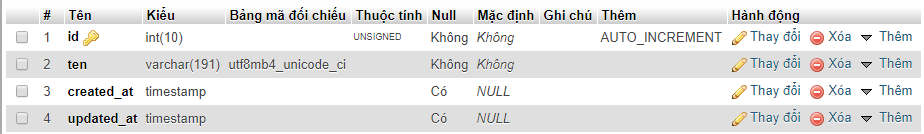 # Tên Kiểu Bảng mã đối chiếu Thuộc tính Null Mặc định Ghi chú Thêm Hành động
1 id int(10) UNSIGNED Không Không AUTO_INCREMENT Thay đổi Xóa Thêm
2 ten varchar(191) utf8mb4_unicode_ci Không Không Thay đổi Xóa Thêm
3 created_at timestamp Có NULL Thay đổi Xóa Thêm
4 updated_at timestamp Có NULL Thay đổi Xóa Thêm